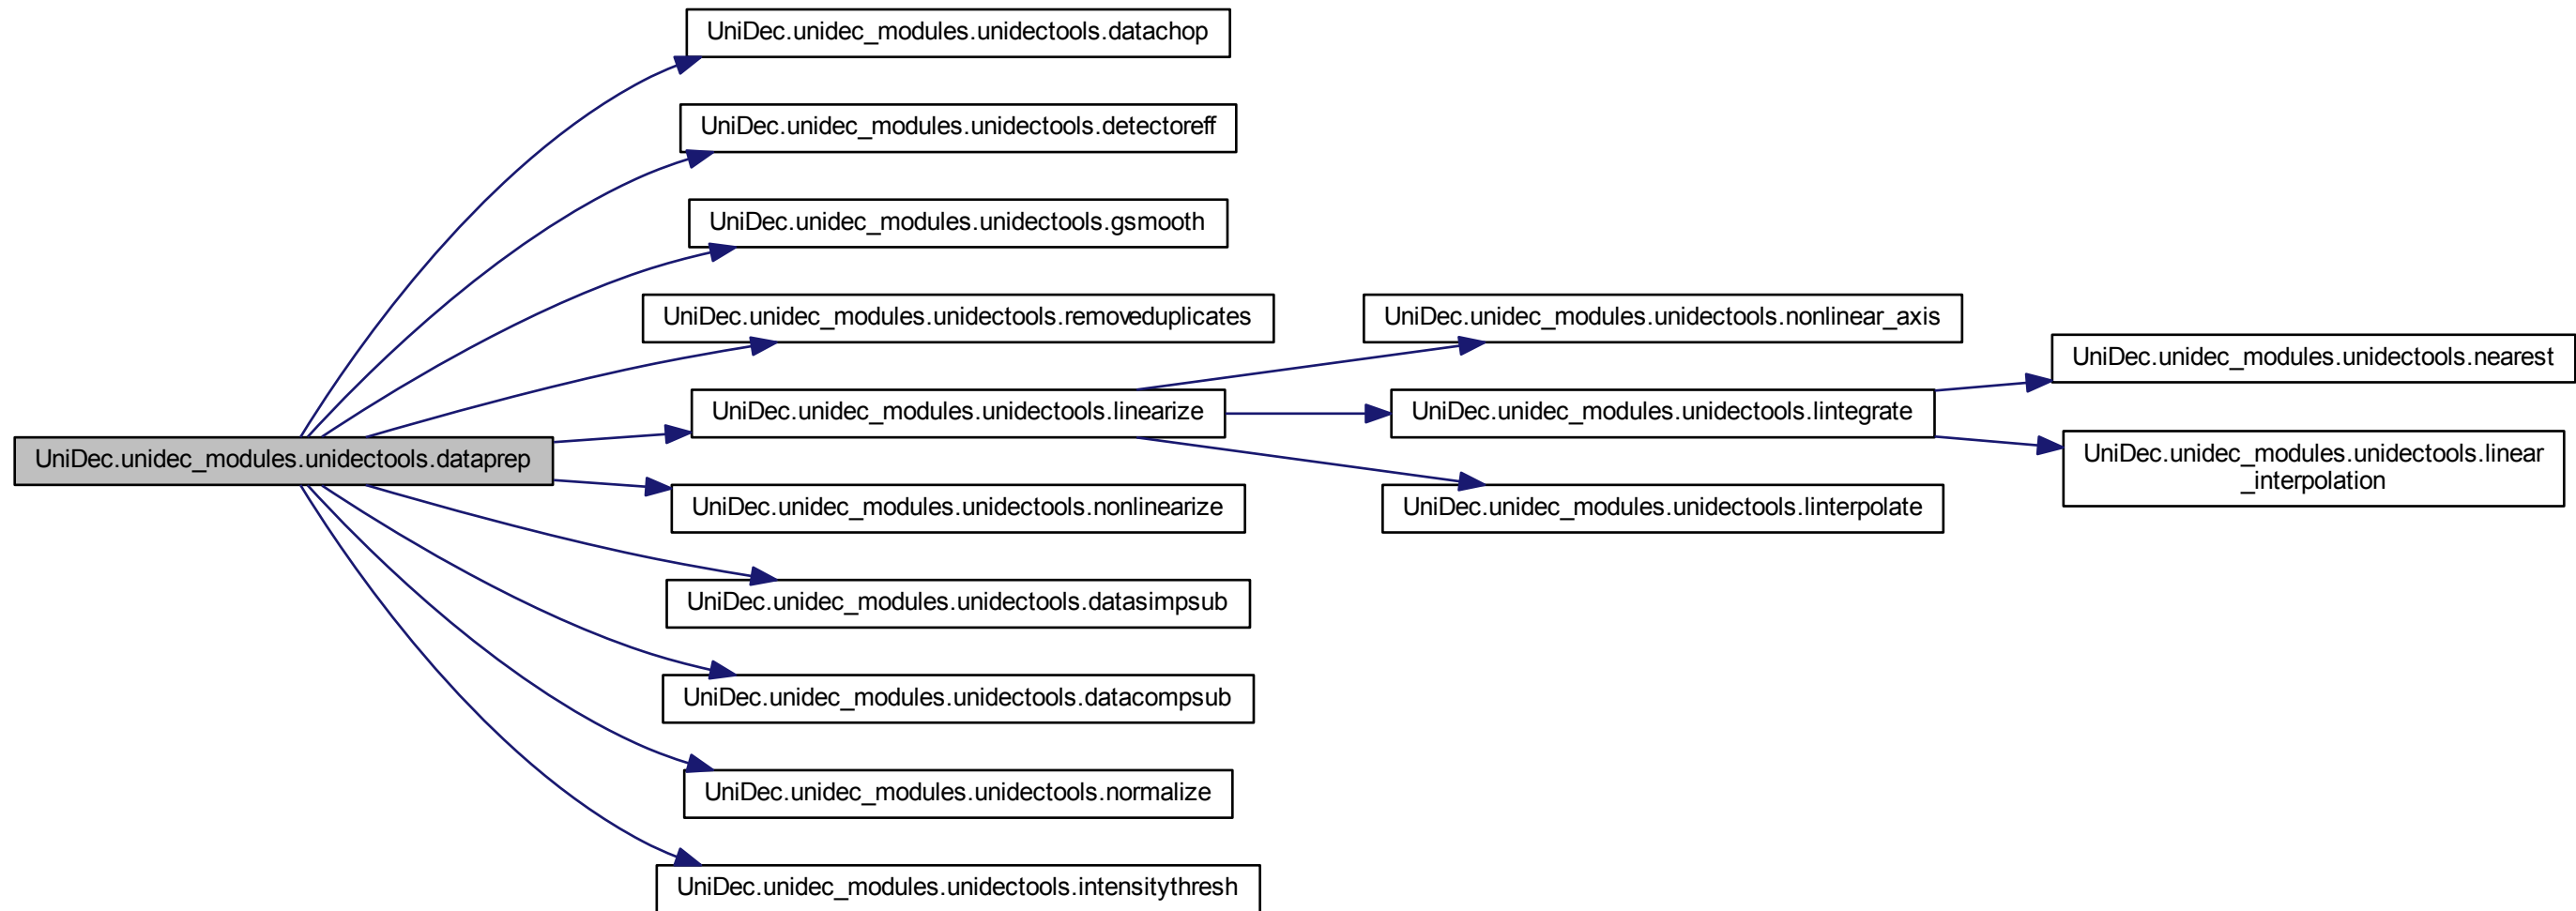 UniDec.unidec_modules.unidectools.datachop
UniDec.unidec_modules.unidectools.detectoreff
UniDec.unidec_modules.unidectools.gsmooth
UniDec.unidec_modules.unidectools.removeduplicates
UniDec.unidec_modules.unidectools.nonlinear_axis
UniDec.unidec_modules.unidectools.nearest
UniDec.unidec_modules.unidectools.linearize
UniDec.unidec_modules.unidectools.lintegrate
UniDec.unidec_modules.unidectools.dataprep
UniDec.unidec_modules.unidectools.linear
_interpolation
UniDec.unidec_modules.unidectools.nonlinearize
UniDec.unidec_modules.unidectools.linterpolate
UniDec.unidec_modules.unidectools.datasimpsub
UniDec.unidec_modules.unidectools.datacompsub
UniDec.unidec_modules.unidectools.normalize
UniDec.unidec_modules.unidectools.intensitythresh